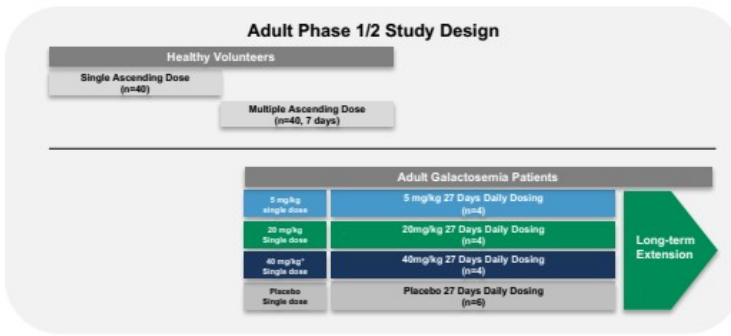 Adult Phase 1/2 Study Design
Healthy Volunteers
Single Ascending Dose
(n=40)
Multiple Ascending Dose
(n=40, 7 days)
Adult Galactosemia Patients
5 mg/kg
single dose
5 mg/kg 27 Days Daily Dosing
(n=4)
20 mg/kg
Single dose
20mg/kg 27 Days Daily Dosing
(n=4)
40 mg/kg*
Single dose
40mg/kg 27 Days Daily Dosing
(n=4)
Placebo
Single dose
Placebo 27 Days Daily Dosing
(n=6)
Long-term
Extension